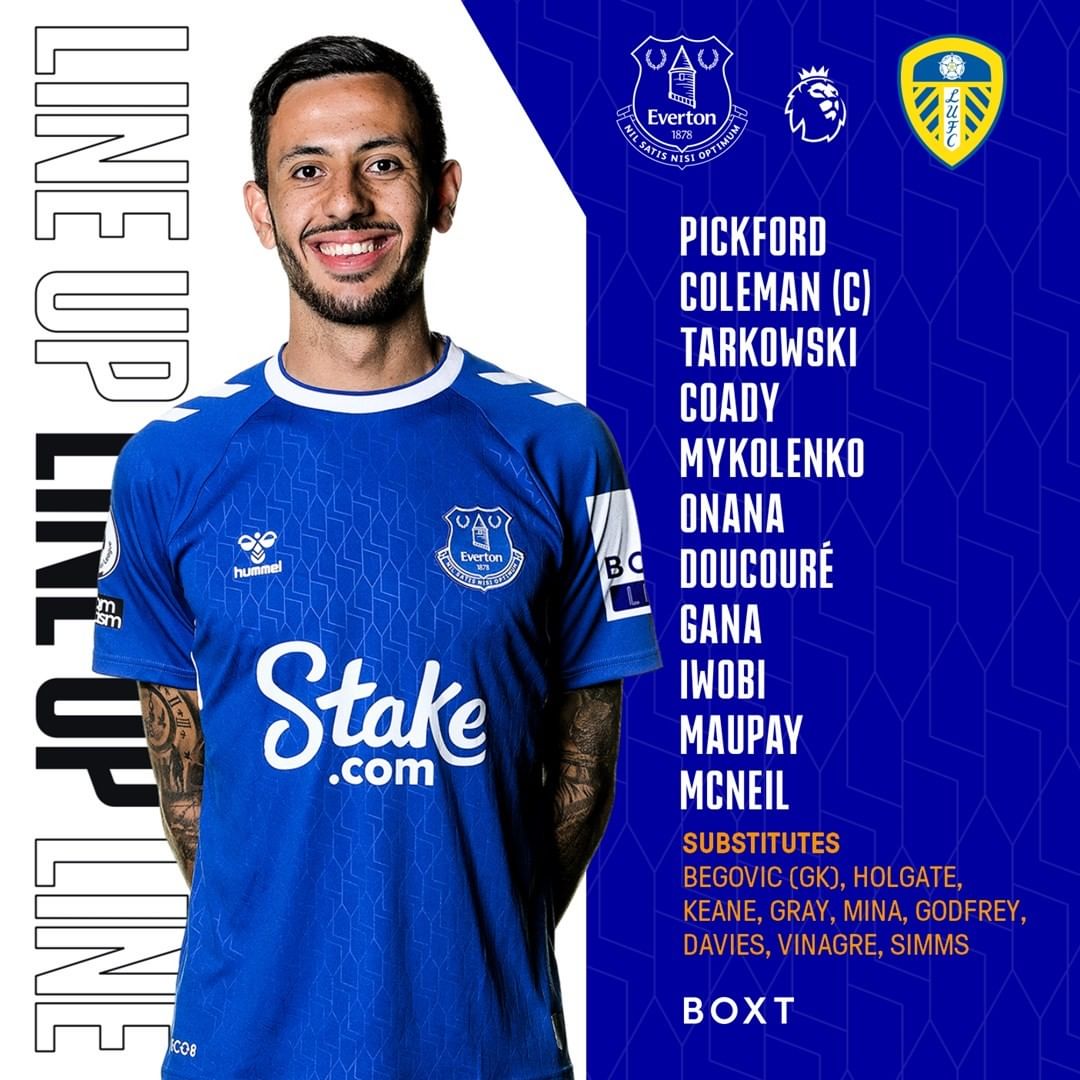 LINE UP LINE UP LINE
Everton
1878
NIL SATIS NISI OPTIMUM
LUFC
PICKFORD
COLEMAN (C)
TARKOWSKI
COADY
MYKOLENKO
ONANA
DOUCOURÉ
GANA
IWOBI
MAUPAY
MCNEIL
SUBSTITUTES
BEGOVIC (GK), HOLGATE,
KEANE, GRAY, MINA, GODFREY,
DAVIES, VINAGRE, SIMMS
BOXT
hummel
Everton
1878
NIL SATIS NISI OPTIMUM
Stake
.com